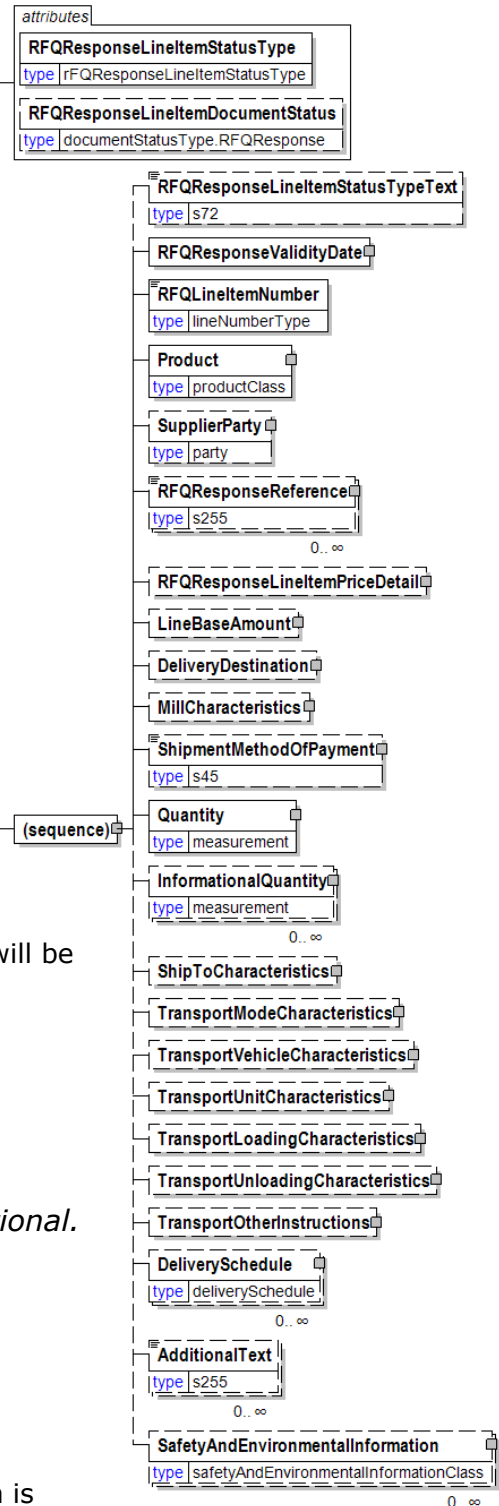 attributes
RFQResponseLineItemStatusType
type rFQResponseLineItemStatusType
RFQResponseLineItemDocumentStatus
type documentStatusType.RFQResponse
RFQResponseLineItemStatusTypeText
type s72
RFQResponseValidityDate
RFQLineItemNumber
type lineNumberType
Product
type productClass
SupplierParty
type party
RFQResponseReference
type s255
0.. ∞
RFQResponseLineItemPriceDetail
LineBaseAmount
DeliveryDestination
MillCharacteristics
ShipmentMethodOfPayment
type s45
(sequence)
Quantity
type measurement
InformationalQuantity
type measurement
0.. ∞
will be
ShipToCharacteristics
TransportModeCharacteristics
TransportVehicleCharacteristics
TransportUnitCharacteristics
TransportLoadingCharacteristics
TransportUnloadingCharacteristics
tional.
TransportOtherInstructions
DeliverySchedule
type deliverySchedule
0.. ∞
AdditionalText
type s255
0.. ∞
SafetyAndEnvironmentalInformation
type safetyAndEnvironmentalInformationClass
is
0.. ∞